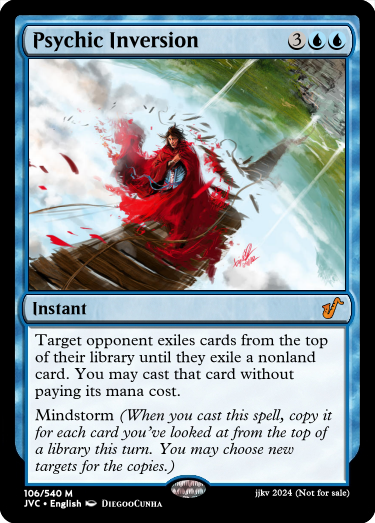 Psychic Inversion 3
Instant
Target opponent exiles cards from the top
of their library until they exile a nonland
card. You may cast that card without
paying its mana cost.
Mindstorm (When you cast this spell, copy it
for each card you've looked at from the top of
a library this turn. You may choose new
targets for the copies.)
106/540 M
jjkv 2024 (Not for sale)
JVC • English DiegooCunha